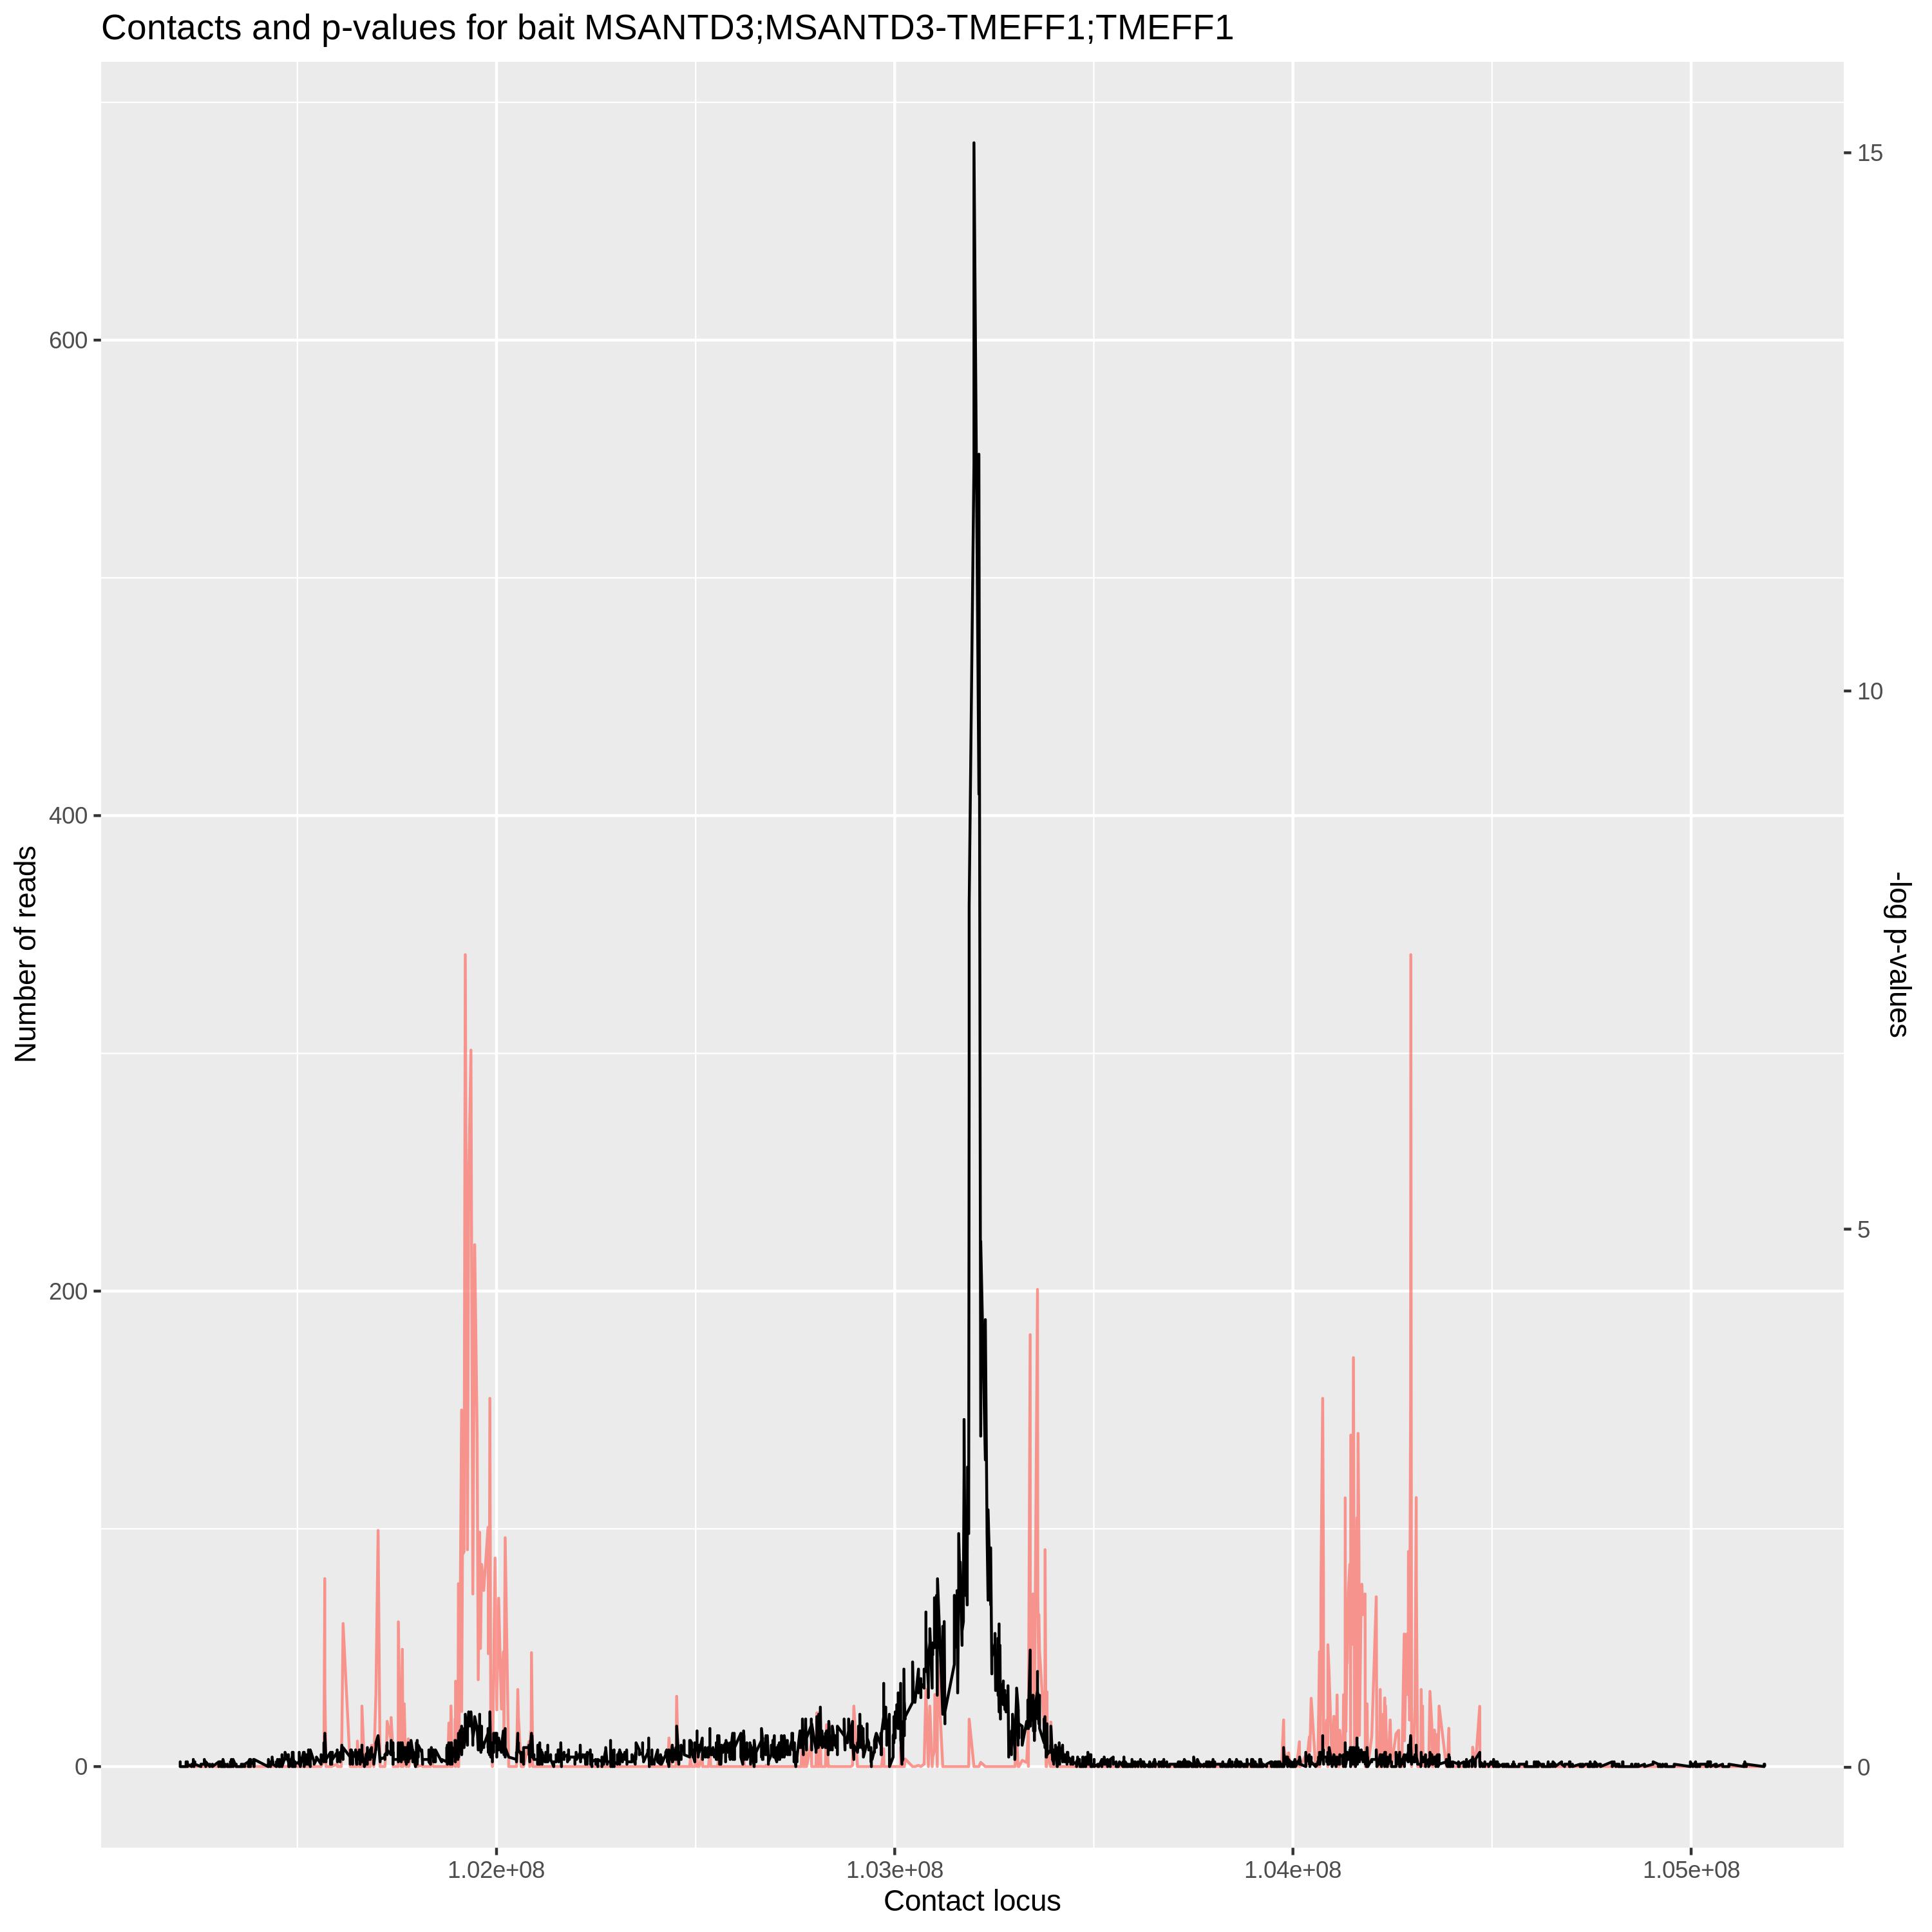 Contacts and p-values for bait MSANTD3;MSANTD3-TMEFF1;TMEFF1
15
600
10
400
Number of reads
-log p-values
5
200
0
0
1.02e+08
1.03e+08
1.04e+08
1.05e+08
Contact locus